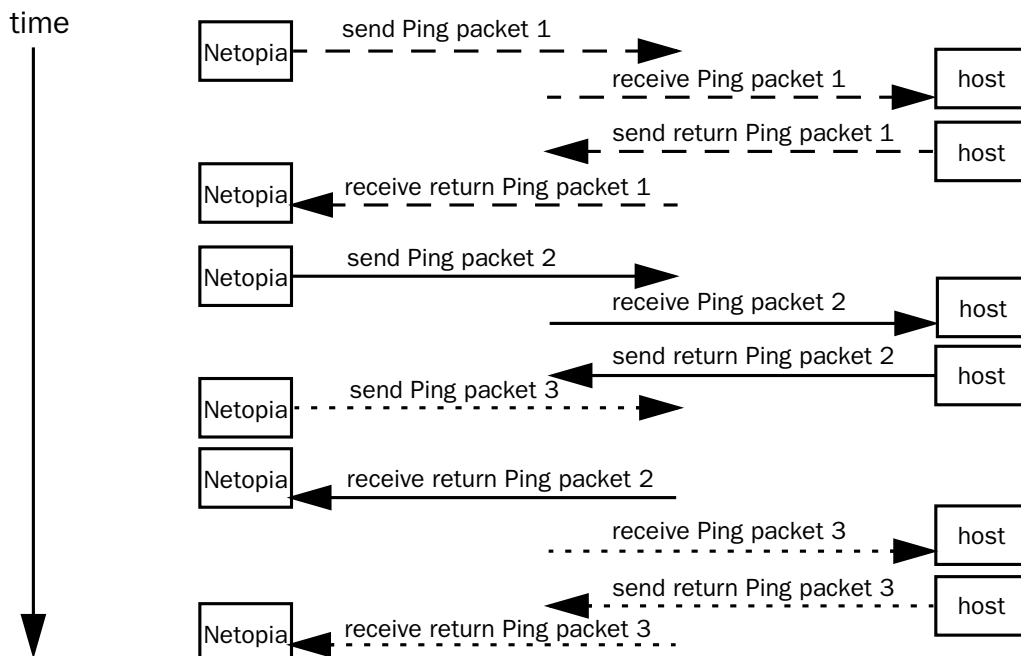 time
send Ping packet 1
Netopia
receive Ping packet 1
host
send return Ping packet 1
host
receive return Ping packet 1
Netopia
send Ping packet 2
Netopia
receive Ping packet 2
host
send return Ping packet 2
host
send Ping packet 3
Netopia
receive return Ping packet 2
Netopia
receive Ping packet 3
host
send return Ping packet 3
host
receive return Ping packet 3
Netopia